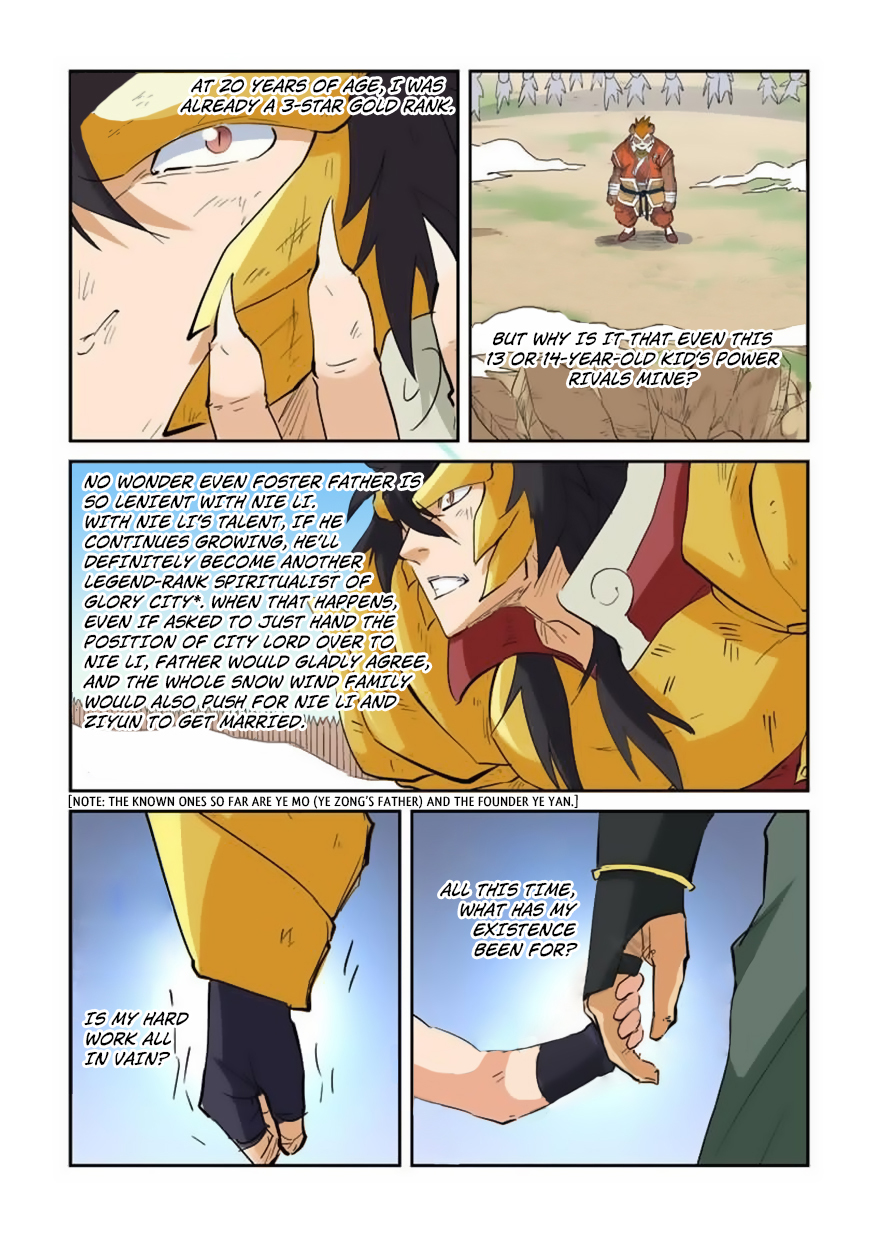 AT 20 YEARS OF AGE, I WAS
ALREADY A 3-STAR GOLD RANK.
BUT WHY IS IT THAT EVEN THIS
13 OR 14-YEAR-OLD KID'S POWER
RIVALS MINE?
NO WONDER EVEN FOSTER FATHER IS
SO LENIENT WITH NIE LI.
WITH NIE LI'S TALENT, IF HE
CONTINUES GROWING, HE'LL
DEFINITELY BECOME ANOTHER
LEGEND-RANK SPIRITUALIST OF
GLORY CITY*. WHEN THAT HAPPENS,
EVEN IF ASKED TO JUST HAND THE
POSITION OF CITY LORD OVER TO
NIE LI, FATHER WOULD GLADLY AGREE,
AND THE WHOLE SNOW WIND FAMILY
WOULD ALSO PUSH FOR NIE LI AND
ZIYUN TO GET MARRIED.
[NOTE: THE KNOWN ONES SO FAR ARE YE MO (YE ZONG'S FATHER) AND THE FOUNDER YE YAN.]
IS MY HARD
WORK ALL
IN VAIN?
ALL THIS TIME,
WHAT HAS MY
EXISTENCE
BEEN FOR?